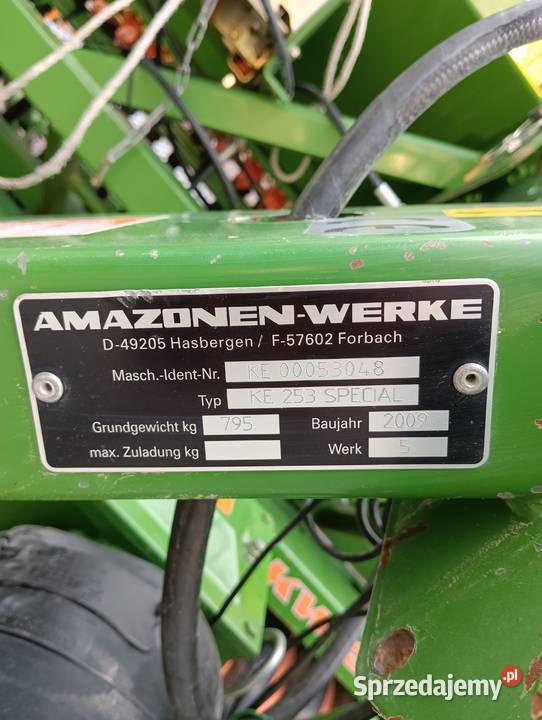 AMAZONEN-WERKE
D-49205 Hasbergen / F-57602 Forbach
Masch.-Ident-Nr. KE 00053048
Typ KE 253 SPECIAL
Grundgewicht kg 795 Baujahr 2009
max. Zuladung kg Werk 5
Sprzedajemy.pl